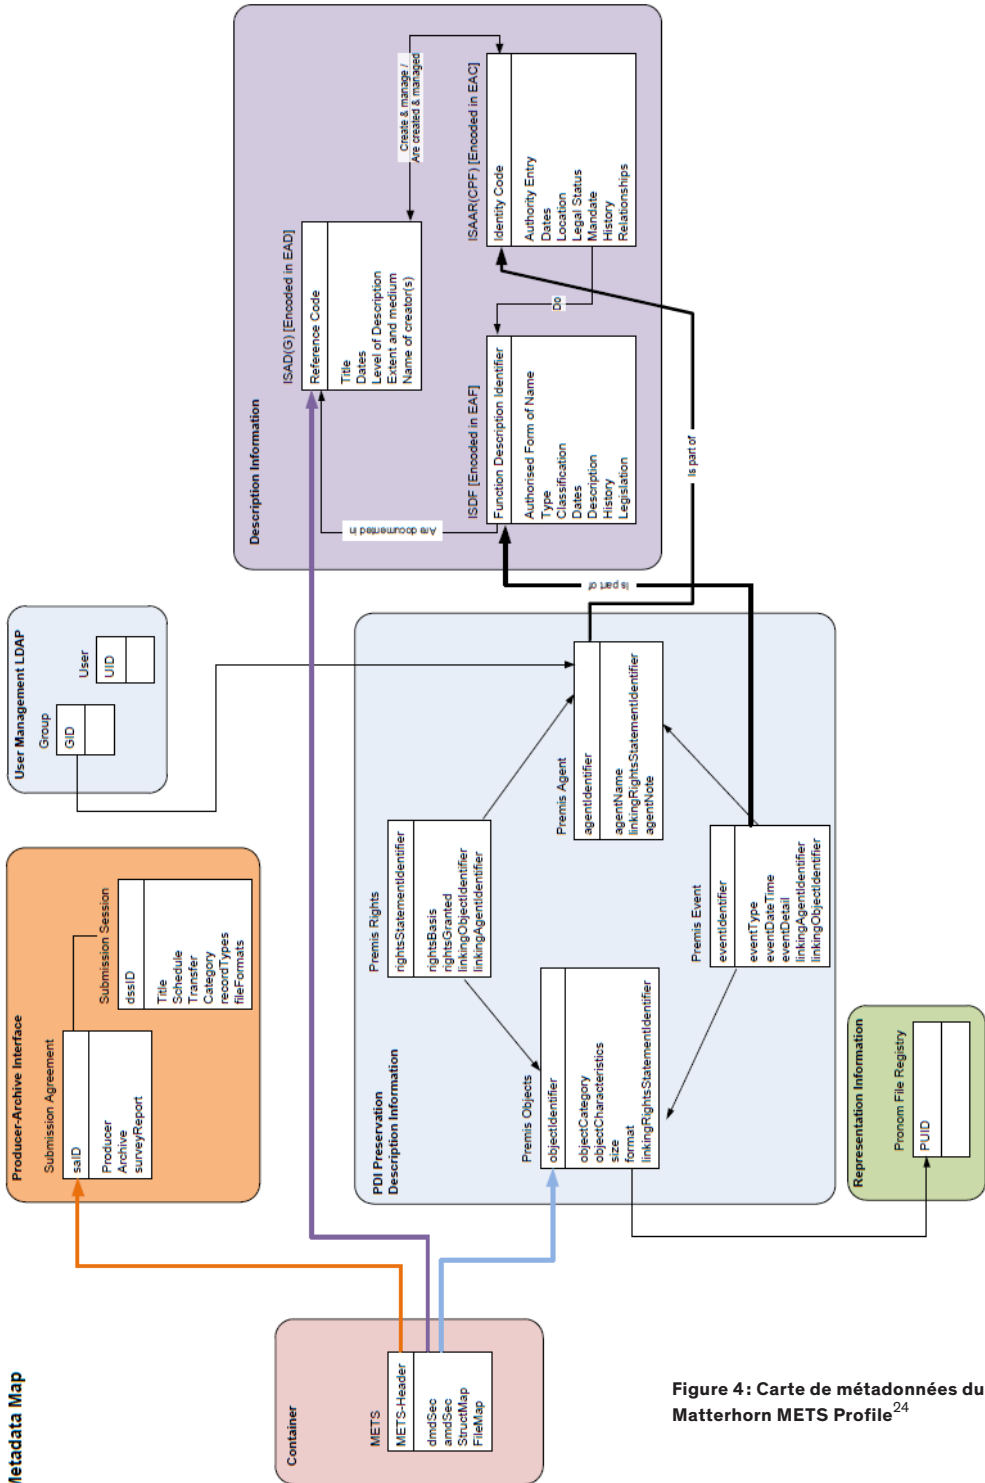 Metadata Map
Container
METS
METS-Header
dmdSec
amdSec
StructMap
FileMap
Producer-Archive Interface
Submission Agreement
saID
Producer
Archive
surveyReport
Submission Session
dssID
Title
Schedule
Transfer
Category
recordTypes
fileFormats
User Management LDAP
Group
GID
User
UID
PDI Preservation
Description Information
Premis Objects
objectIdentifier
objectCategory
objectCharacteristics
size
format
linkingRightsStatementIdentifier
Premis Rights
rightsStatementIdentifier
rightsBasis
rightsGranted
linkingObjectIdentifier
linkingAgentIdentifier
Premis Agent
agentIdentifier
agentName
linkingRightsStatementIdentifier
agentNote
Premis Event
eventIdentifier
eventType
eventDateTime
eventDetail
linkingAgentIdentifier
linkingObjectIdentifier
Representation Information
Pronom File Registry
PUID
Description Information
ISAD(G) [Encoded in EAD]
Reference Code
Title
Dates
Level of Description
Extent and medium
Name of creator(s)
Create & manage /
Are created & managed
ISDF [Encoded in EAF]
Function Description Identifier
Authorised Form of Name
Type
Classification
Dates
Description
History
Legislation
ISAAR(CPF) [Encoded in EAC]
Identity Code
Authority Entry
Dates
Location
Legal Status
Mandate
History
Relationships
Are documented in
Do
Is part of
Is part of
Figure 4: Carte de métadonnées du
Matterhorn METS Profile24